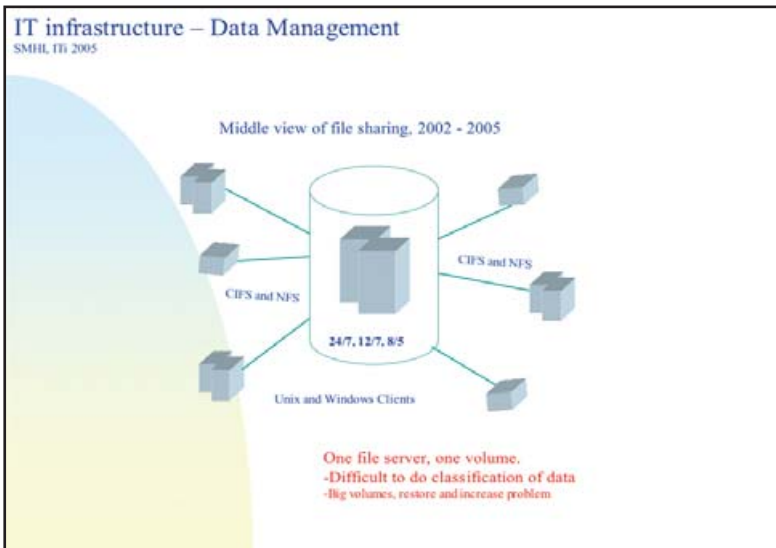 IT infrastructure – Data Management
SMHI, ITi 2005
Middle view of file sharing, 2002 - 2005
CIFS and NFS
CIFS and NFS
24/7, 12/7, 8/5
Unix and Windows Clients
One file server, one volume.
-Difficult to do classification of data
-Big volumes, restore and increase problem